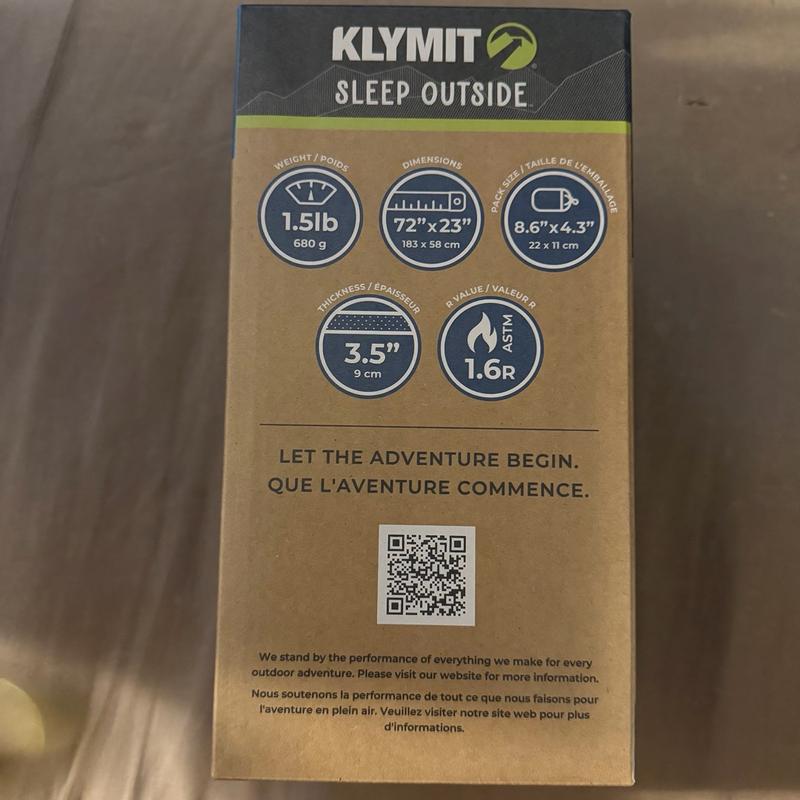 KLYMIT
SLEEP OUTSIDE
WEIGHT / POIDS
1.5lb
680 g
DIMENSIONS
72”x23”
183 x 58 cm
PACK SIZE / TAILLE DE L'EMBALLAGE
8.6”x4.3”
22 x 11 cm
THICKNESS / ÉPAISSEUR
3.5”
9 cm
R VALUE / VALEUR R
ASTM
1.6R
LET THE ADVENTURE BEGIN.
QUE L'AVENTURE COMMENCE.
We stand by the performance of everything we make for every
outdoor adventure. Please visit our website for more information.
Nous soutenons la performance de tout ce que nous faisons pour
l'aventure en plein air. Veuillez visiter notre site web pour plus
d'informations.